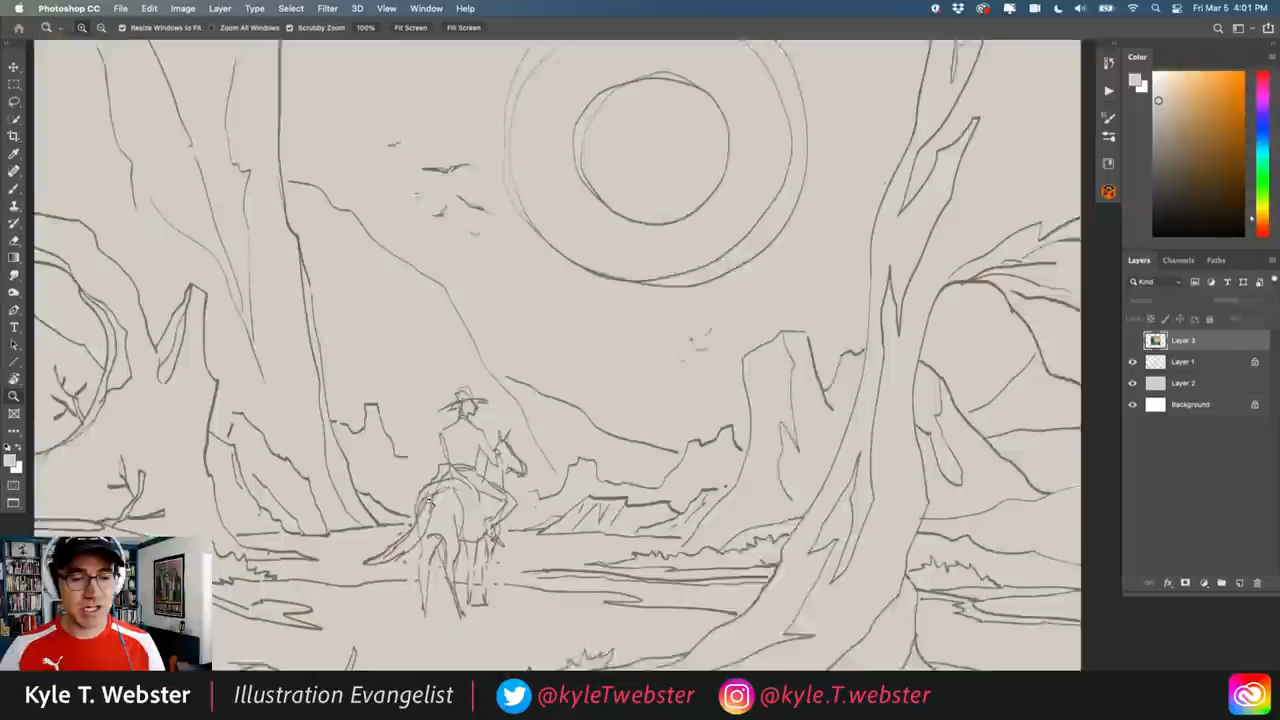 Photoshop CC File Edit Image Layer Type Select Filter 3D View Window Help Fri Mar 5 4:01 PM
Resize Windows to Fit Zoom All Windows Scrubby Zoom 100% Fit Screen Fill Screen
Color
Layers Channels Paths
Kind
Layer 3
Layer 1
Layer 2
Background
Kyle T. Webster | Illustration Evangelist | @kyleTwebster @kyle.T.webster